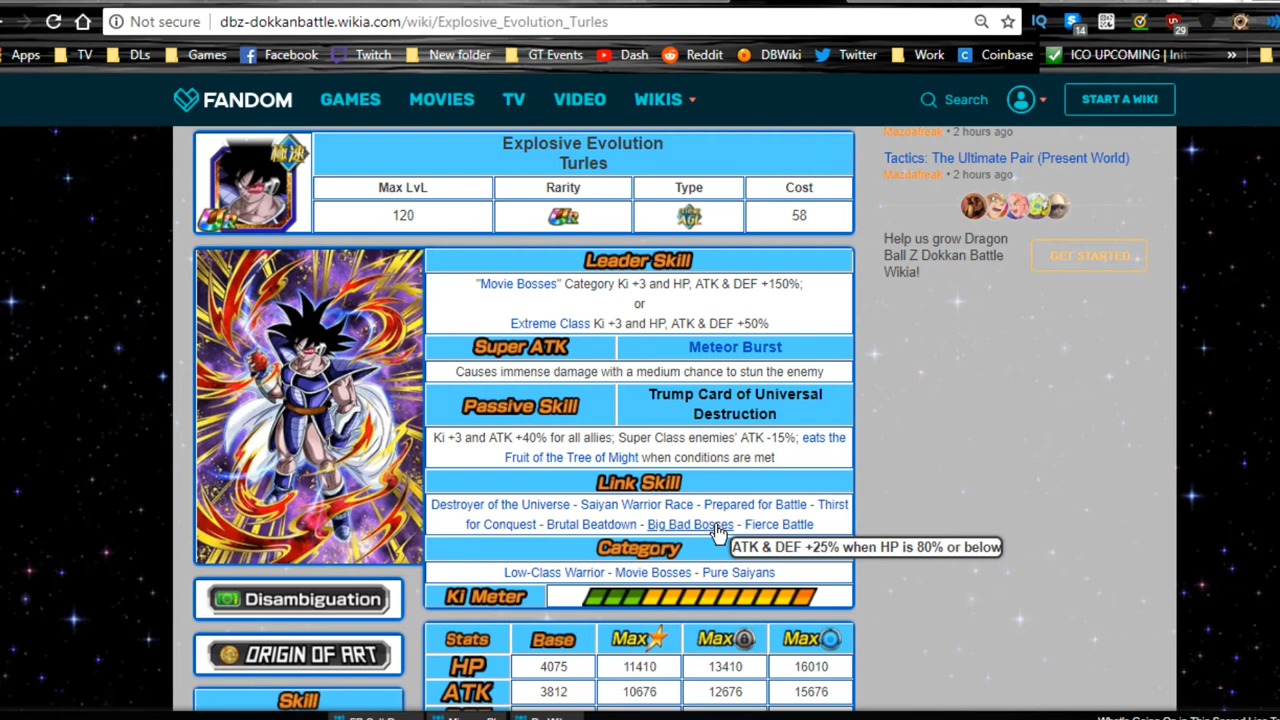 Not secure | dbz-dokkanbattle.wikia.com/wiki/Explosive_Evolution_Turles
IQ
14
29
Apps TV DLs Games Facebook Twitch New folder GT Events Dash Reddit DBWiki Twitter Work Coinbase ICO UPCOMING | Init »
FANDOM GAMES MOVIES TV VIDEO WIKIS Search START A WIKI
Mazdafreak • 2 hours ago
Tactics: The Ultimate Pair (Present World)
Mazdafreak • 2 hours ago
Help us grow Dragon
Ball Z Dokkan Battle
Wikia!
GET STARTED
Explosive Evolution
Turles
Max LvL Rarity Type Cost
120 UR SUPER AGL 58
UR
Leader Skill
"Movie Bosses" Category Ki +3 and HP, ATK & DEF +150%;
or
Extreme Class Ki +3 and HP, ATK & DEF +50%
Super ATK Meteor Burst
Causes immense damage with a medium chance to stun the enemy
Passive Skill Trump Card of Universal
Destruction
Ki +3 and ATK +40% for all allies; Super Class enemies' ATK -15%; eats the
Fruit of the Tree of Might when conditions are met
Link Skill
Destroyer of the Universe - Saiyan Warrior Race - Prepared for Battle - Thirst
for Conquest - Brutal Beatdown - Big Bad Bosses - Fierce Battle
ATK & DEF +25% when HP is 80% or below
Category
Low-Class Warrior - Movie Bosses - Pure Saiyans
Ki Meter
Disambiguation
ORIGIN OF ART
Skill
Stats Base Max Max Max
HP 4075 11410 13410 16010
ATK 3812 10676 12676 15676